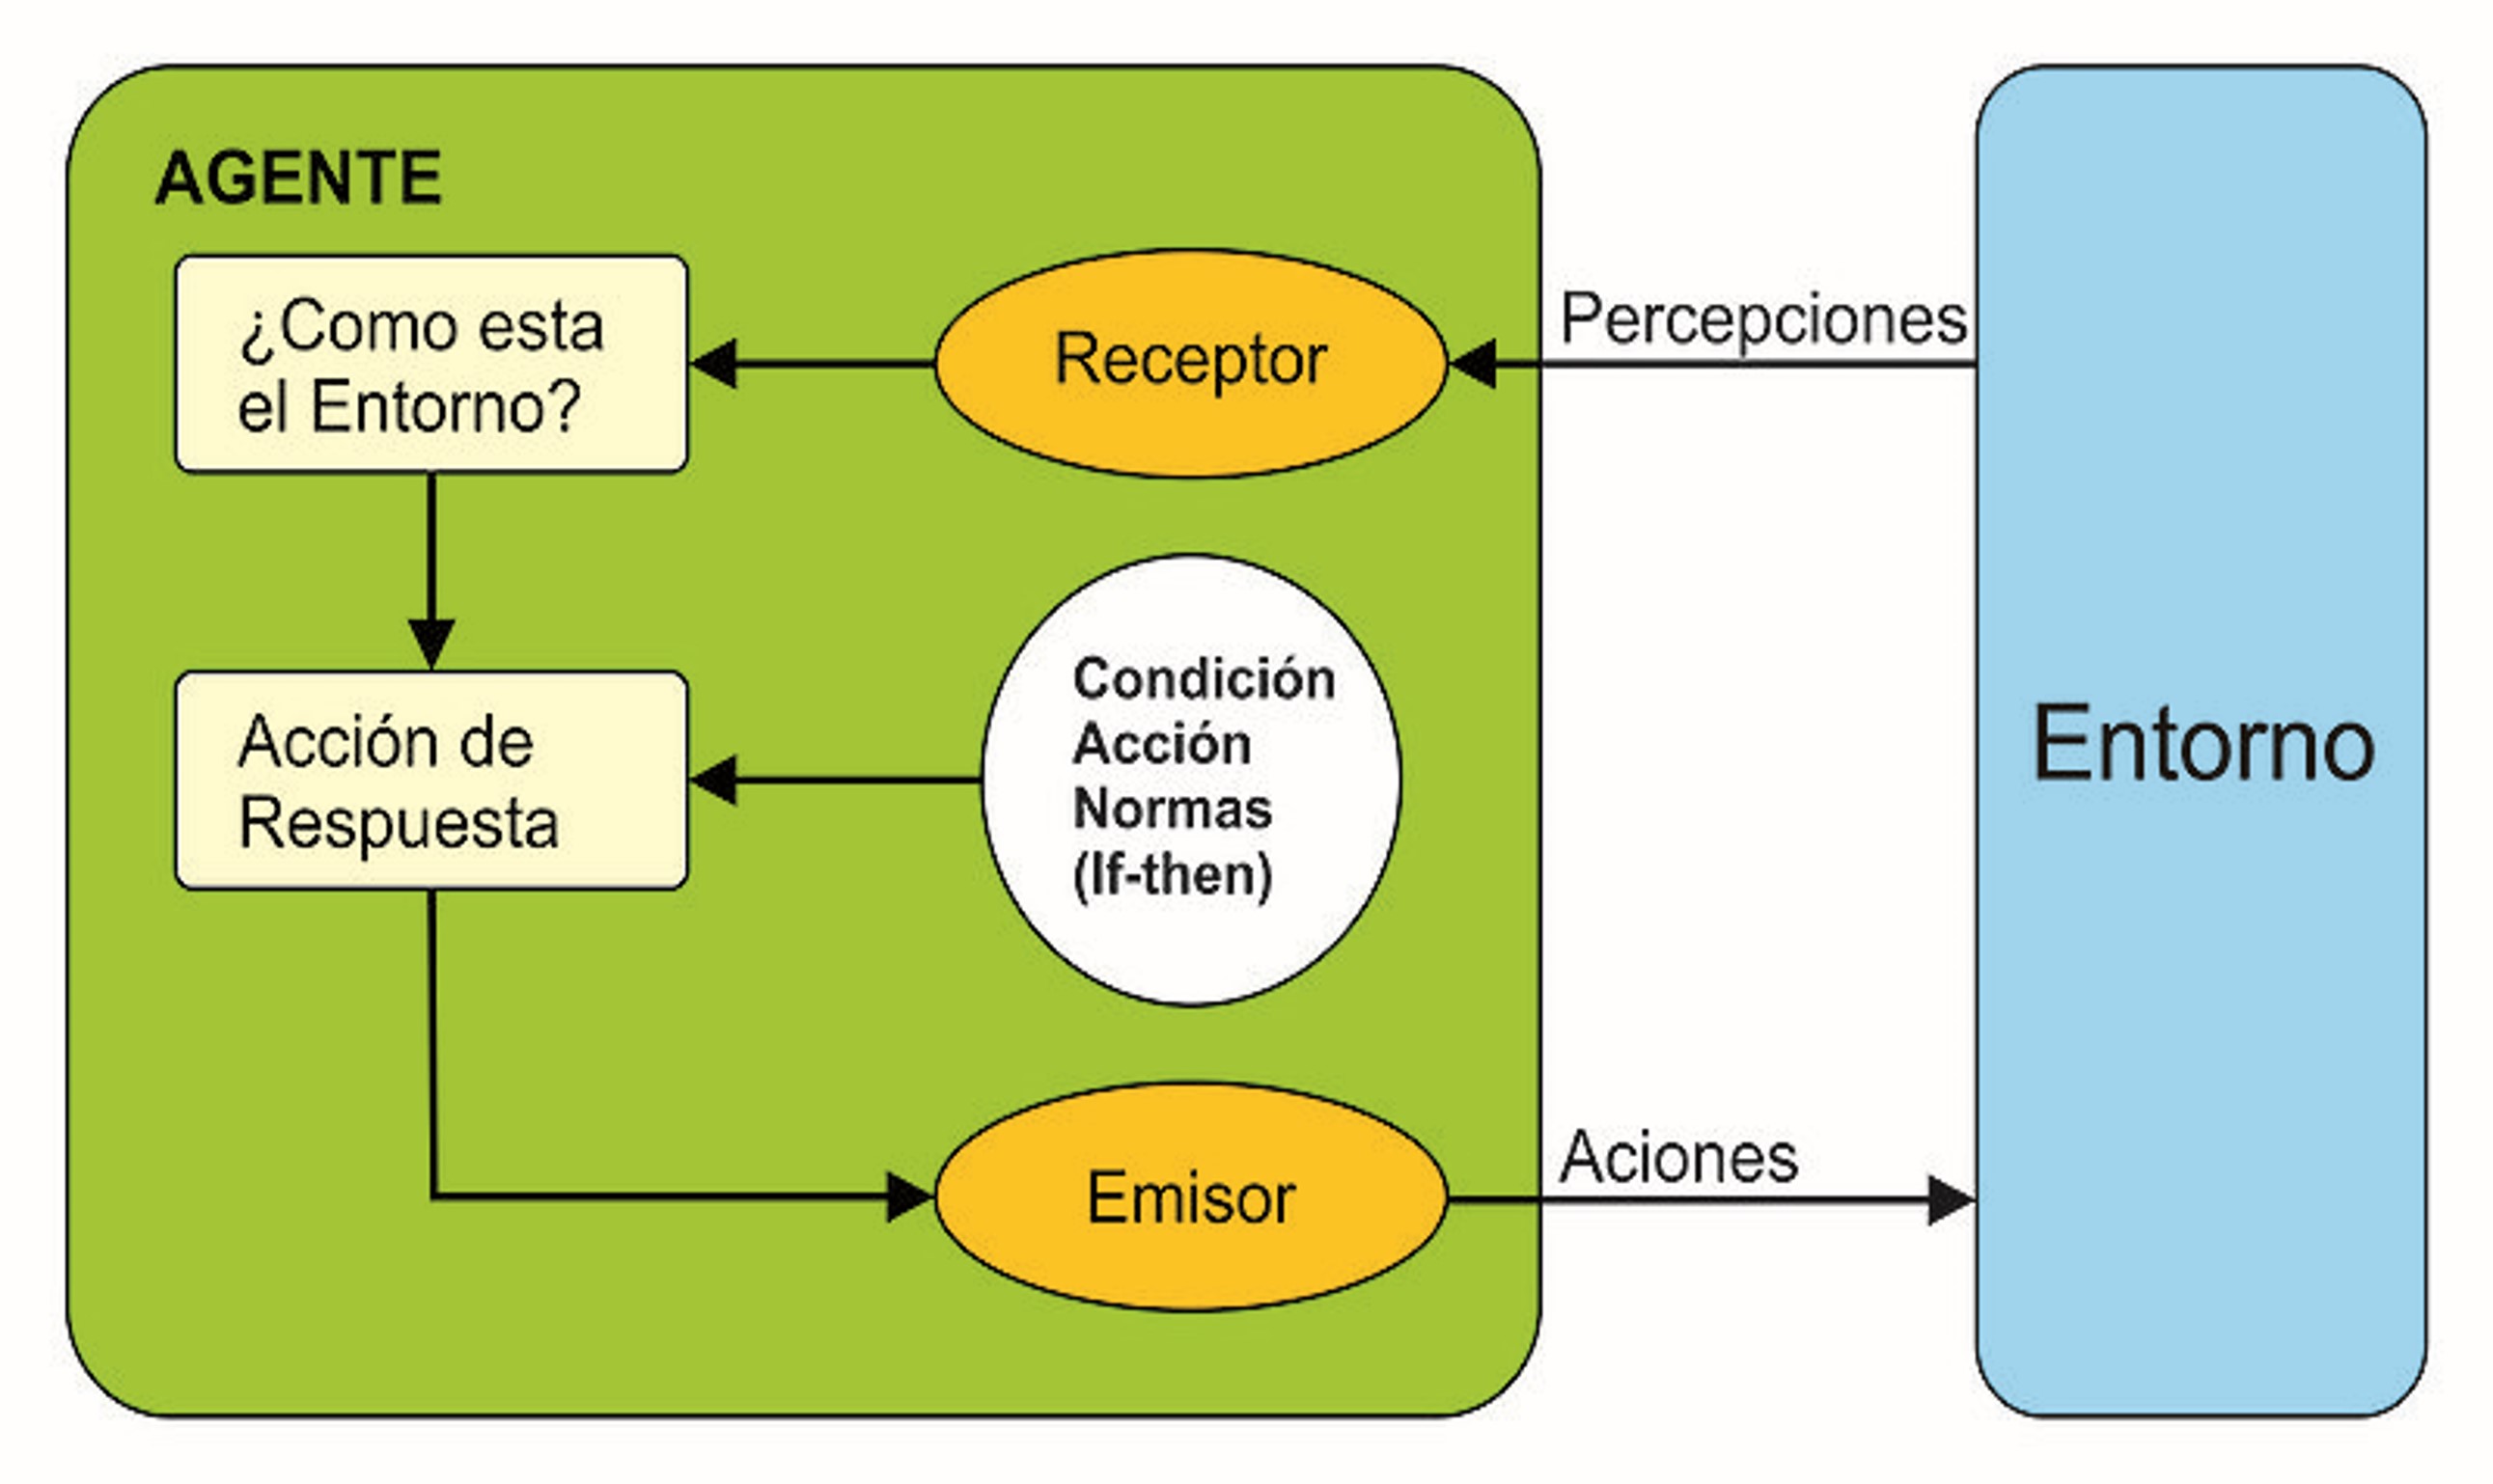 AGENTE
¿Como esta
el Entorno?
Receptor
Percepciones
Condición
Acción
Normas
(If-then)
Acción de
Respuesta
Entorno
Emisor
Aciones